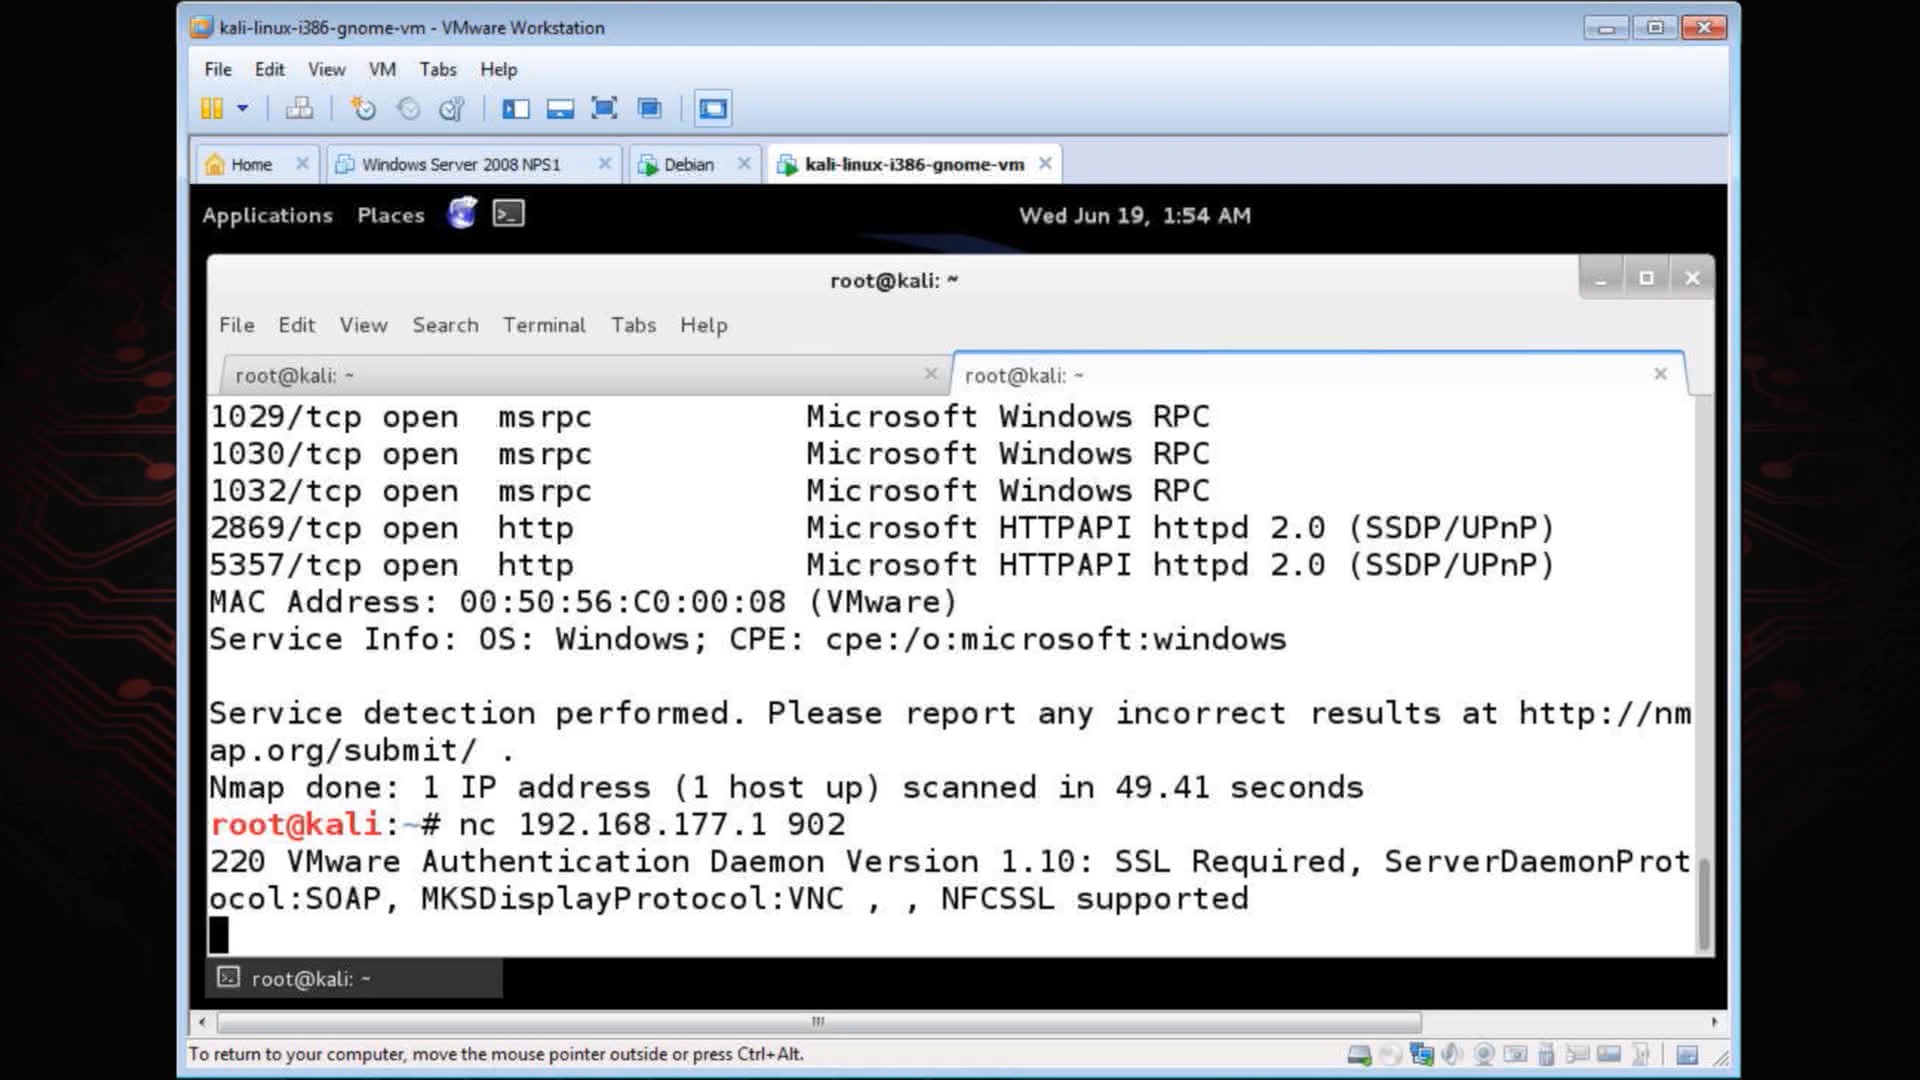 kali-linux-i386-gnome-vm - VMware Workstation
File Edit View VM Tabs Help
Home Windows Server 2008 NPS1 Debian kali-linux-i386-gnome-vm
Applications Places Wed Jun 19, 1:54 AM
root@kali: ~
File Edit View Search Terminal Tabs Help
root@kali: ~ root@kali: ~
1029/tcp open msrpc Microsoft Windows RPC
1030/tcp open msrpc Microsoft Windows RPC
1032/tcp open msrpc Microsoft Windows RPC
2869/tcp open http Microsoft HTTPAPI httpd 2.0 (SSDP/UPnP)
5357/tcp open http Microsoft HTTPAPI httpd 2.0 (SSDP/UPnP)
MAC Address: 00:50:56:C0:00:08 (VMware)
Service Info: OS: Windows; CPE: cpe:/o:microsoft:windows
Service detection performed. Please report any incorrect results at http://nm
ap.org/submit/ .
Nmap done: 1 IP address (1 host up) scanned in 49.41 seconds
root@kali:~# nc 192.168.177.1 902
220 VMware Authentication Daemon Version 1.10: SSL Required, ServerDaemonProt
ocol:SOAP, MKSDisplayProtocol:VNC , , NFCSSL supported
root@kali: ~
To return to your computer, move the mouse pointer outside or press Ctrl+Alt.